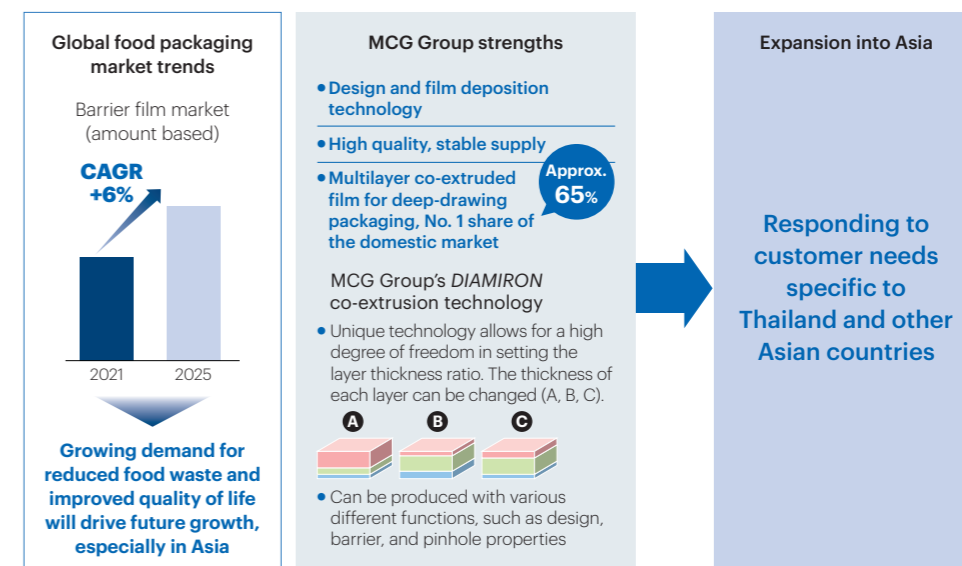 Global food packaging
market trends
Barrier film market
(amount based)
CAGR
+6%
2021
2025
Growing demand for
reduced food waste and
improved quality of life
will drive future growth,
especially in Asia
MCG Group strengths
• Design and film deposition
technology
• High quality, stable supply
• Multilayer co-extruded
film for deep-drawing
packaging, No. 1 share of
the domestic market
Approx.
65%
MCG Group's DIAMIRON
co-extrusion technology
• Unique technology allows for a high
degree of freedom in setting the
layer thickness ratio. The thickness of
each layer can be changed (A, B, C).
A
B
C
• Can be produced with various
different functions, such as design,
barrier, and pinhole properties
Expansion into Asia
Responding to
customer needs
specific to
Thailand and other
Asian countries